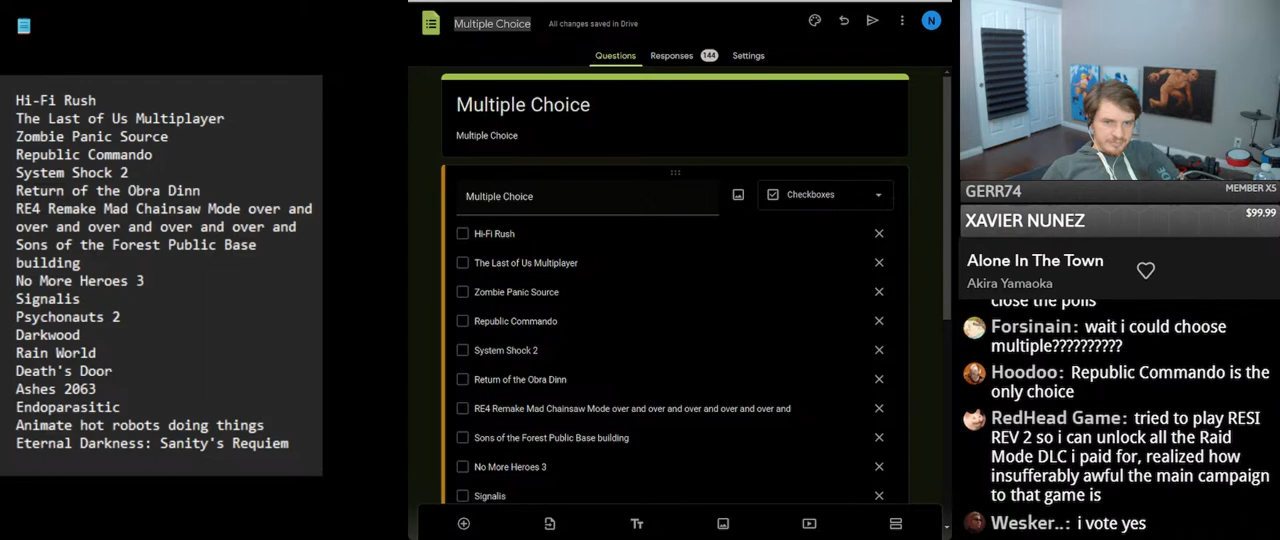 Hi-Fi Rush
The Last of Us Multiplayer
Zombie Panic Source
Republic Commando
System Shock 2
Return of the Obra Dinn
RE4 Remake Mad Chainsaw Mode over and
over and over and over and over and
Sons of the Forest Public Base
building
No More Heroes 3
Signalis
Psychonauts 2
Darkwood
Rain World
Death's Door
Ashes 2063
Endoparasitic
Animate hot robots doing things
Eternal Darkness: Sanity's Requiem
Multiple Choice
All changes saved in Drive
N
Questions
Responses 144
Settings
Multiple Choice
Multiple Choice
Multiple Choice
Checkboxes
Hi-Fi Rush
The Last of Us Multiplayer
Zombie Panic Source
Republic Commando
System Shock 2
Return of the Obra Dinn
RE4 Remake Mad Chainsaw Mode over and over and over and over and over and
Sons of the Forest Public Base building
No More Heroes 3
Signalis
Tт
GERR74
MEMBER X5
XAVIER NUNEZ
$99.99
Alone In The Town
Akira Yamaoka
close the polls
Forsinain: wait i could choose
multiple??????????
Hoodoo: Republic Commando is the
only choice
RedHead Game: tried to play RESI
REV 2 so i can unlock all the Raid
Mode DLC i paid for, realized how
insufferably awful the main campaign
to that game is
Wesker..: i vote yes